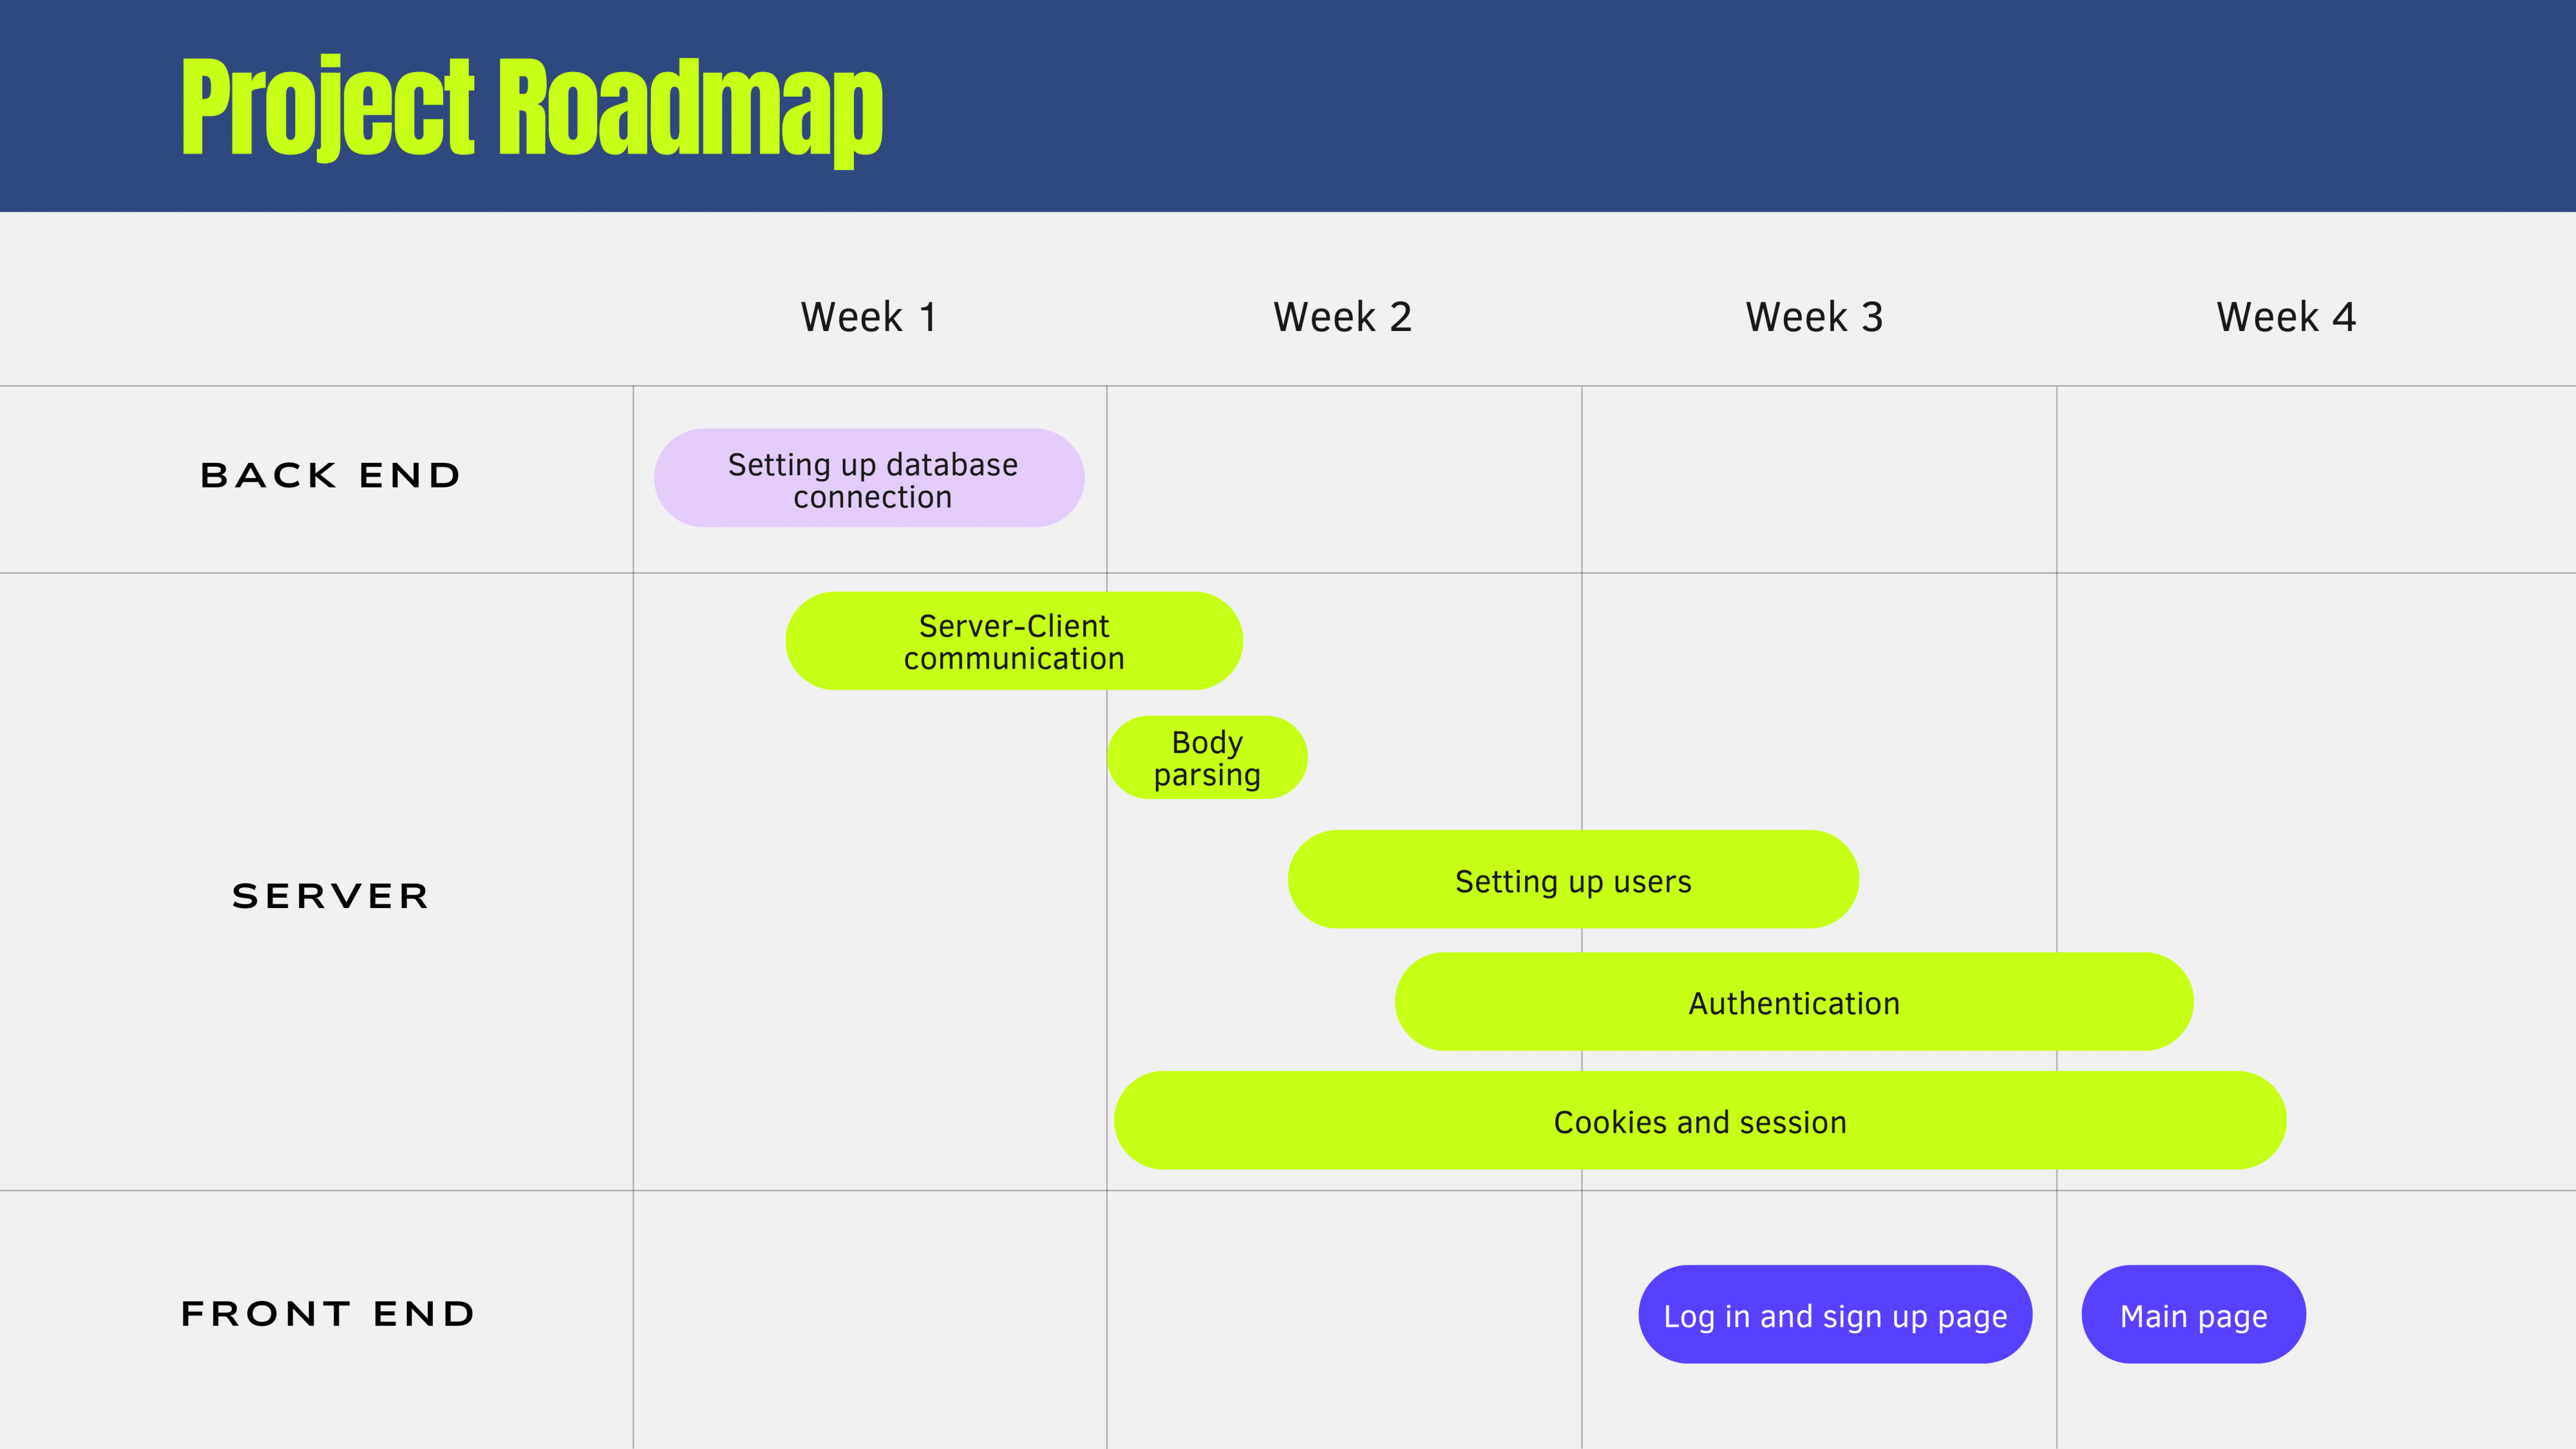 Project Roadmap
Week 1
Week 2
Week 3
Week 4
BACK END
Setting up database
connection
SERVER
Server-Client
communication
Body
parsing
Setting up users
Authentication
Cookies and session
FRONT END
Log in and sign up page
Main page